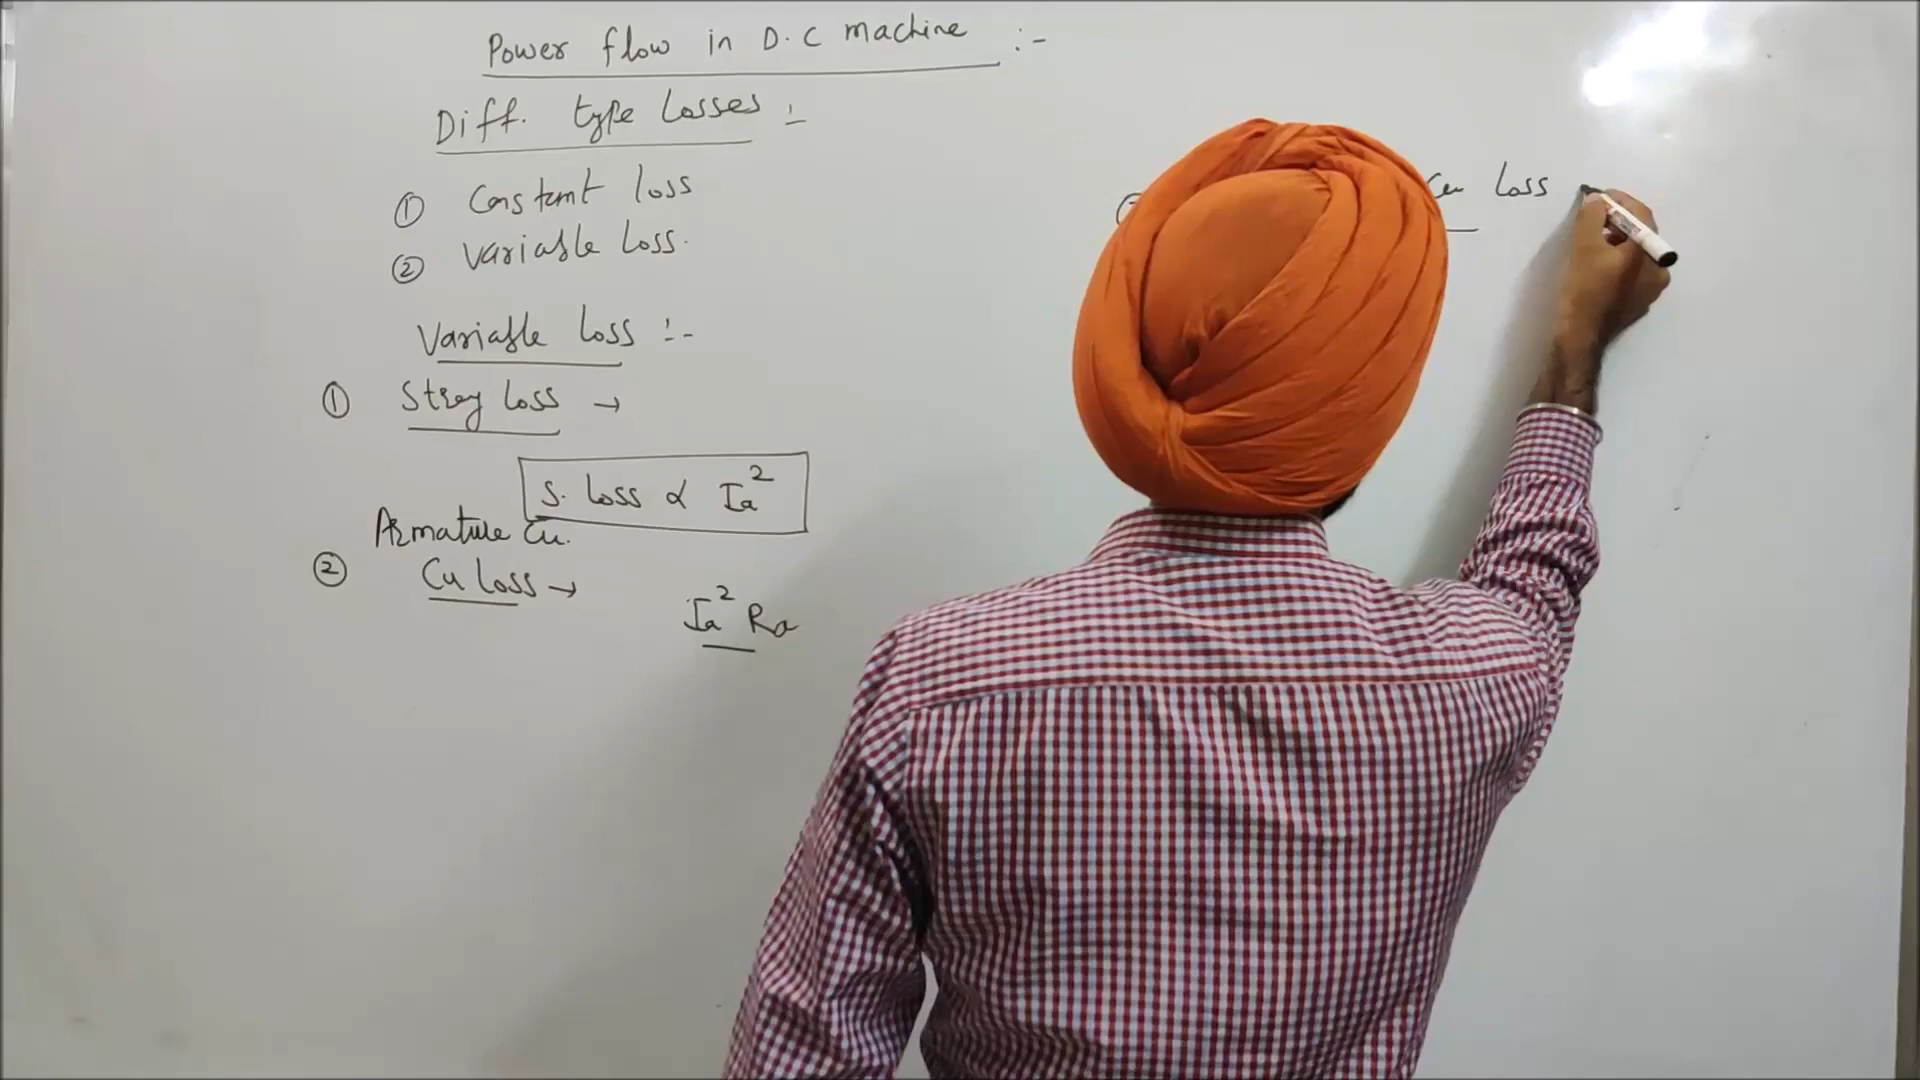 Power flow in D.C machine :-
Diff. type Losses :
① Constant loss
② Variable Loss.
Variable Loss :-
① Stray Loss →
S. Loss ∝ Ia²
Armature Cu.
② Cu Loss →
Ia² Ra
Cu Loss